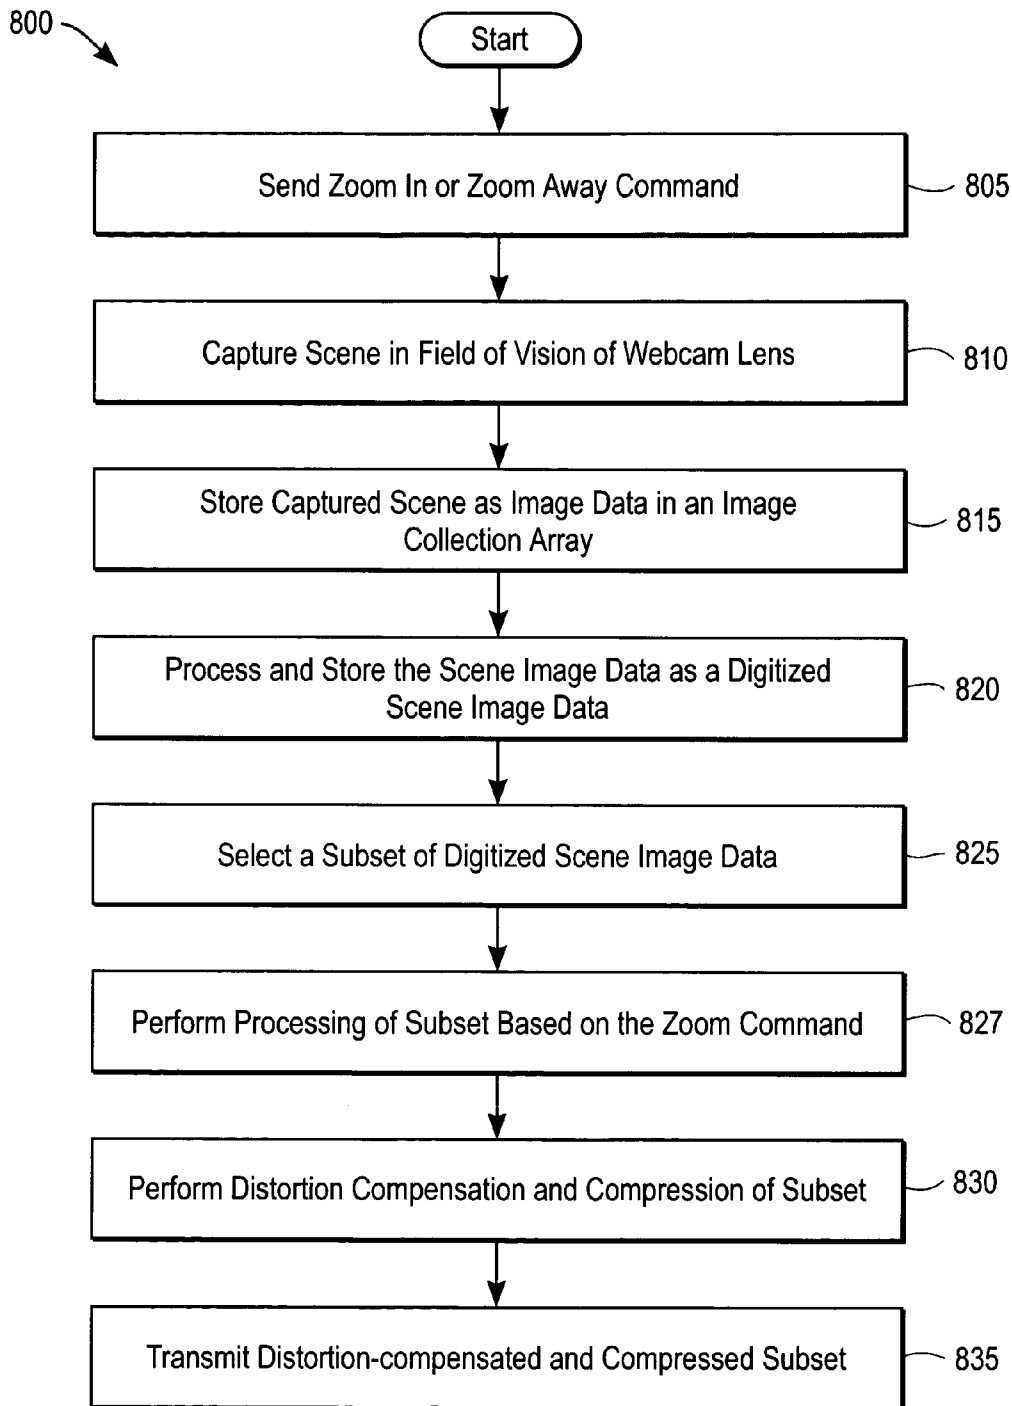 800
Start
Send Zoom In or Zoom Away Command
805
Capture Scene in Field of Vision of Webcam Lens
810
Store Captured Scene as Image Data in an Image
Collection Array
815
Process and Store the Scene Image Data as a Digitized
Scene Image Data
820
Select a Subset of Digitized Scene Image Data
825
Perform Processing of Subset Based on the Zoom Command
827
Perform Distortion Compensation and Compression of Subset
830
Transmit Distortion-compensated and Compressed Subset
835